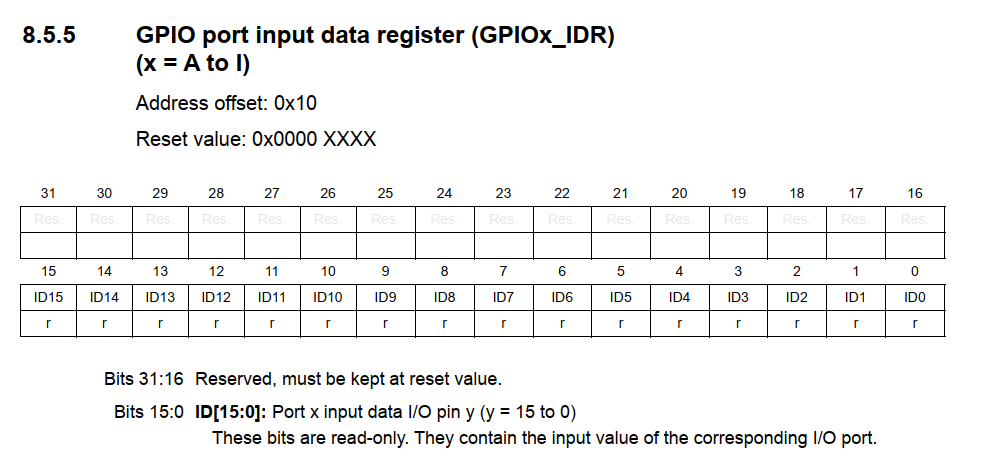 8.5.5 GPIO port input data register (GPIOx_IDR)
(x = A to I)
Address offset: 0x10
Reset value: 0x0000 XXXX
31 30 29 28 27 26 25 24 23 22 21 20 19 18 17 16
Res. Res. Res. Res. Res. Res. Res. Res. Res. Res. Res. Res. Res. Res. Res. Res.
15 14 13 12 11 10 9 8 7 6 5 4 3 2 1 0
ID15 ID14 ID13 ID12 ID11 ID10 ID9 ID8 ID7 ID6 ID5 ID4 ID3 ID2 ID1 ID0
r r r r r r r r r r r r r r r r
Bits 31:16 Reserved, must be kept at reset value.
Bits 15:0 ID[15:0]: Port x input data I/O pin y (y = 15 to 0)
These bits are read-only. They contain the input value of the corresponding I/O port.